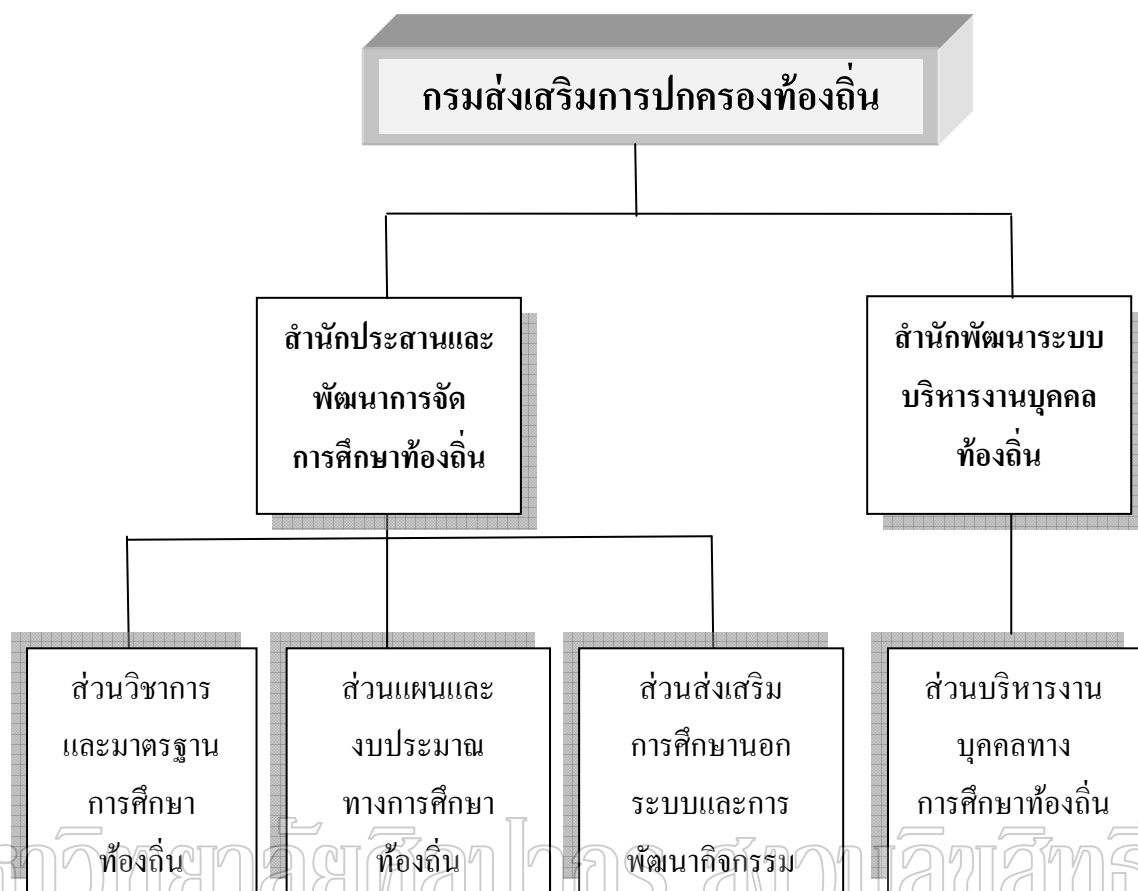 กรมส่งเสริมการปกครองท้องถิ่น
สำนักประสานและ
พัฒนาการจัด
การศึกษาท้องถิ่น
สำนักพัฒนาระบบ
บริหารงานบุคคล
ท้องถิ่น
ส่วนวิชาการ
และมาตรฐาน
การศึกษา
ท้องถิ่น
ส่วนแผนและ
งบประมาณ
ทางการศึกษา
ท้องถิ่น
ส่วนส่งเสริม
การศึกษานอก
ระบบและการ
พัฒนากิจกรรม
ส่วนบริหารงาน
บุคคลทาง
การศึกษาท้องถิ่น